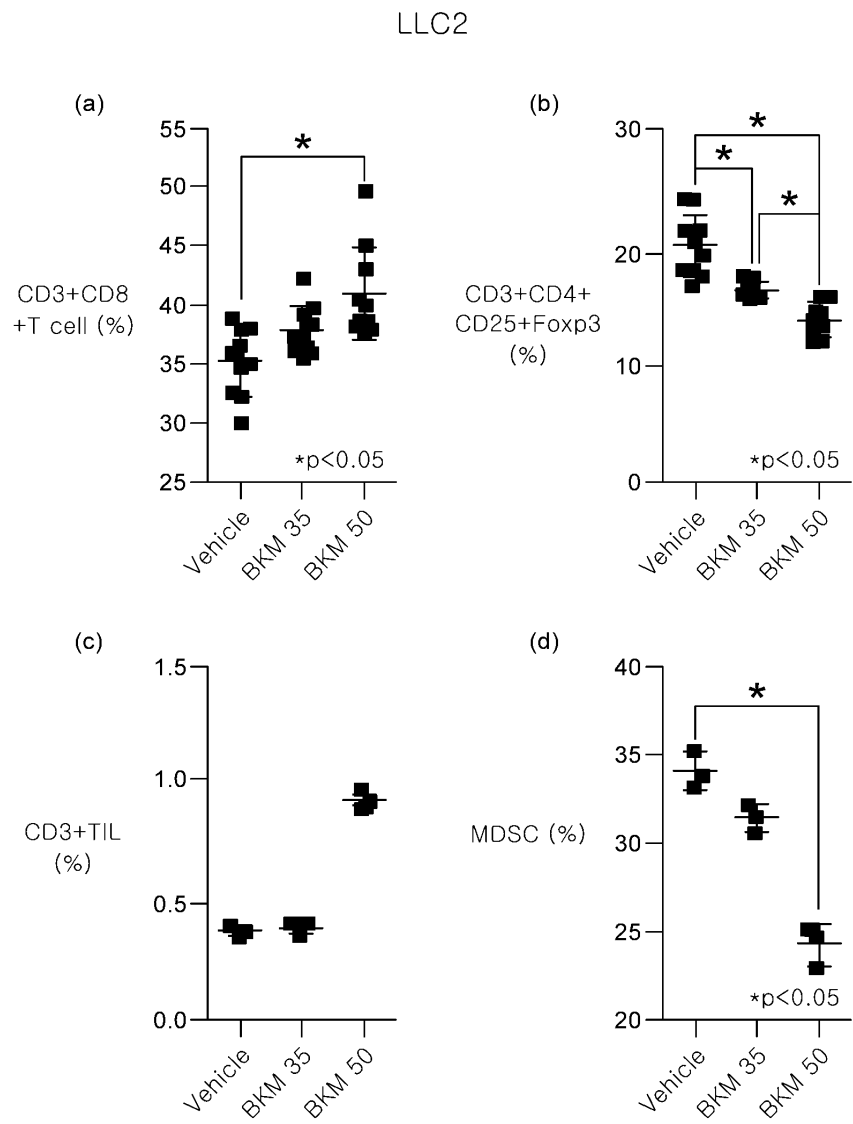 LLC2
(a)
55
50
45
40
35
30
25
CD3+CD8
+T cell (%)
*
*p<0.05
Vehicle
BKM 35
BKM 50
(b)
30
20
10
0
CD3+CD4+
CD25+Foxp3
(%)
*
*
*
*p<0.05
Vehicle
BKM 35
BKM 50
(c)
1.5
1.0
0.5
0.0
CD3+TIL
(%)
Vehicle
BKM 35
BKM 50
(d)
40
35
30
25
20
MDSC (%)
*
*p<0.05
Vehicle
BKM 35
BKM 50